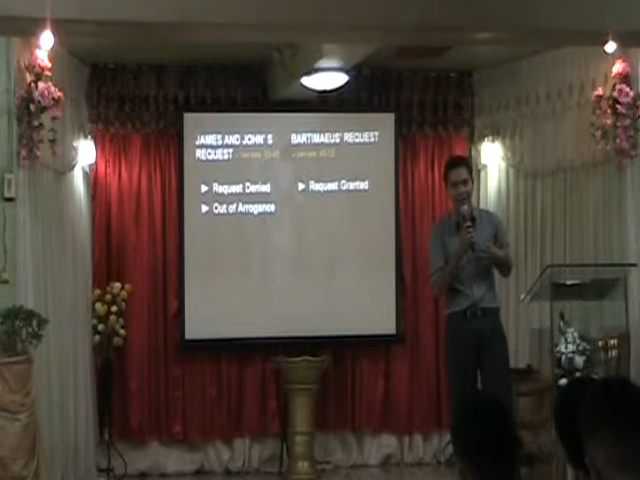 JAMES AND JOHN' S
REQUEST
BARTIMAEUS' REQUEST
► Request Denied
► Out of Arrogance
► Request Granted